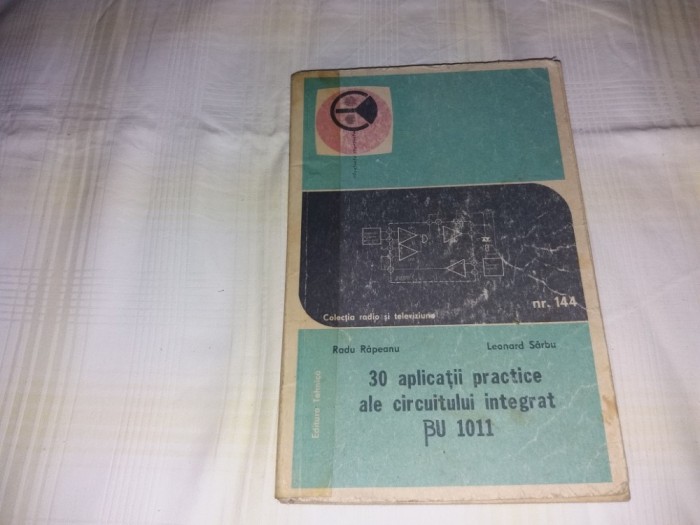 nr. 144
Colecția radio și televiziune
Radu Râpeanu Leonard Sârbu
30 aplicații practice
ale circuitului integrat
βU 1011
Editura Tehnică